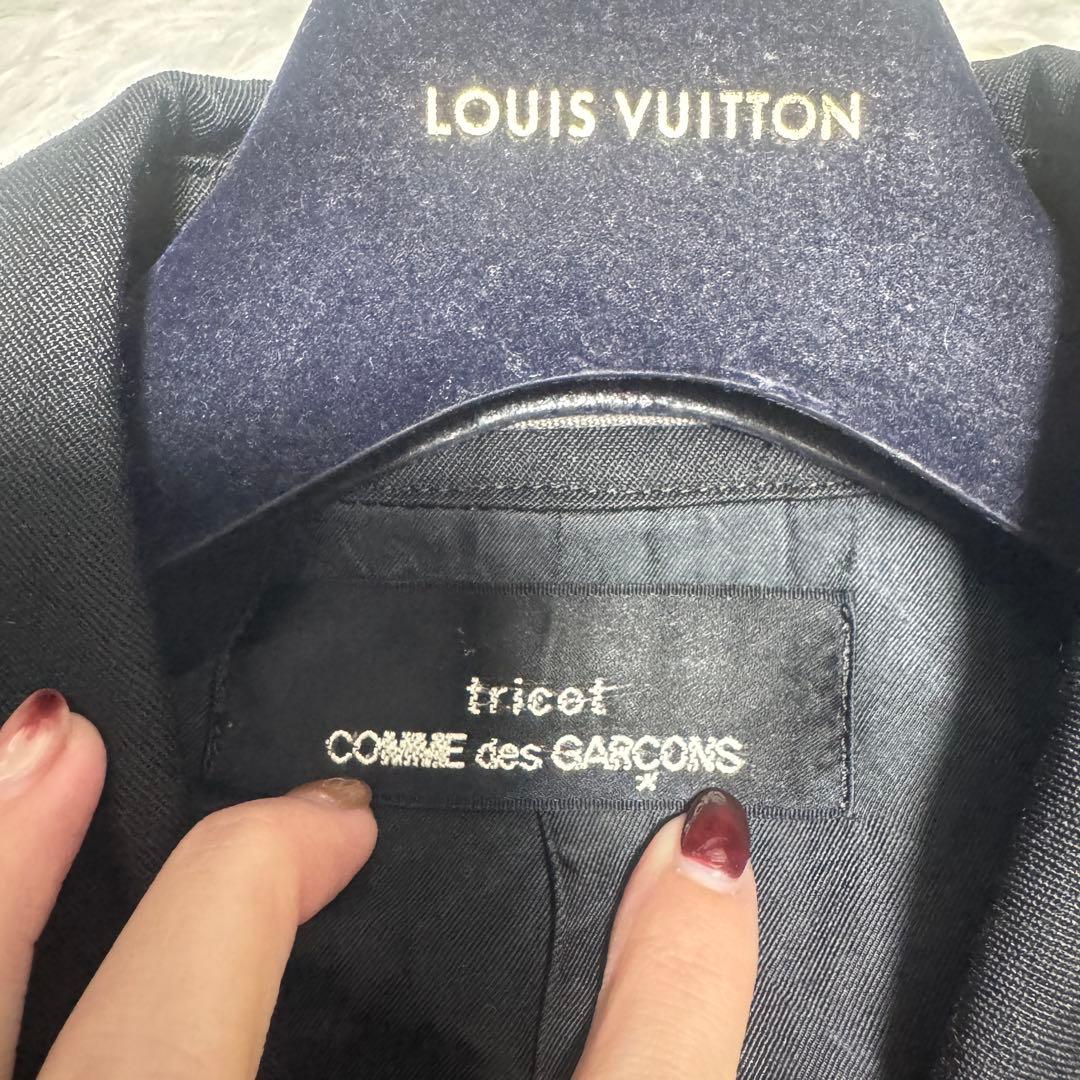 LOUIS VUITTON
tricot
COMME des GARÇONS
*